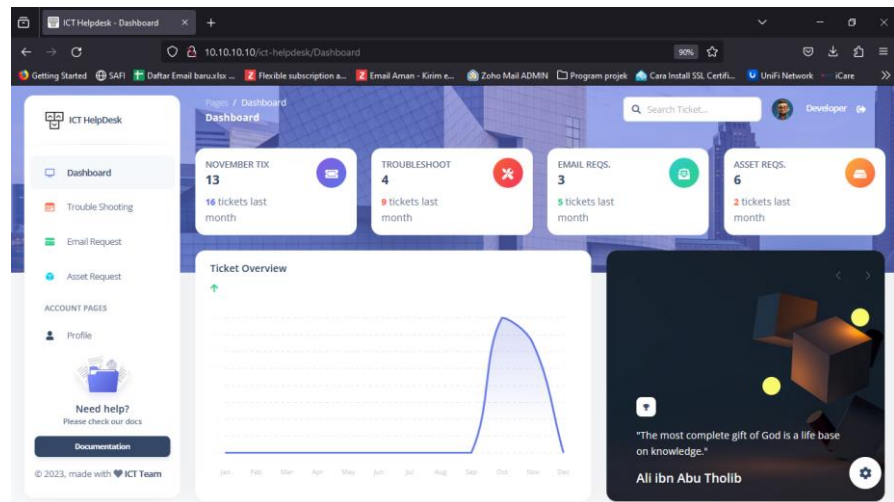 ICT Helpdesk - Dashboard
10.10.10.10/ict-helpdesk/Dashboard
90%
Getting Started
SAFI
Daftar Email baru.xlsx ...
Flexible subscription a...
Email Aman - Kirim e...
Zoho Mail ADMIN
Program projek
Cara Install SSL Certifi...
UniFi Network
iCare
ICT HelpDesk
Pages / Dashboard
Dashboard
Search Ticket...
Developer
Dashboard
Trouble Shooting
Email Request
Asset Request
ACCOUNT PAGES
Profile
Need help?
Please check our docs
Documentation
© 2023, made with ICT Team
NOVEMBER TIX
13
16 tickets last
month
TROUBLESHOOT
4
9 tickets last
month
EMAIL REQS.
3
5 tickets last
month
ASSET REQS.
6
2 tickets last
month
Ticket Overview
Jan Feb Mar Apr May Jun Jul Aug Sep Oct Nov Dec
"The most complete gift of God is a life base
on knowledge."
Ali ibn Abu Tholib